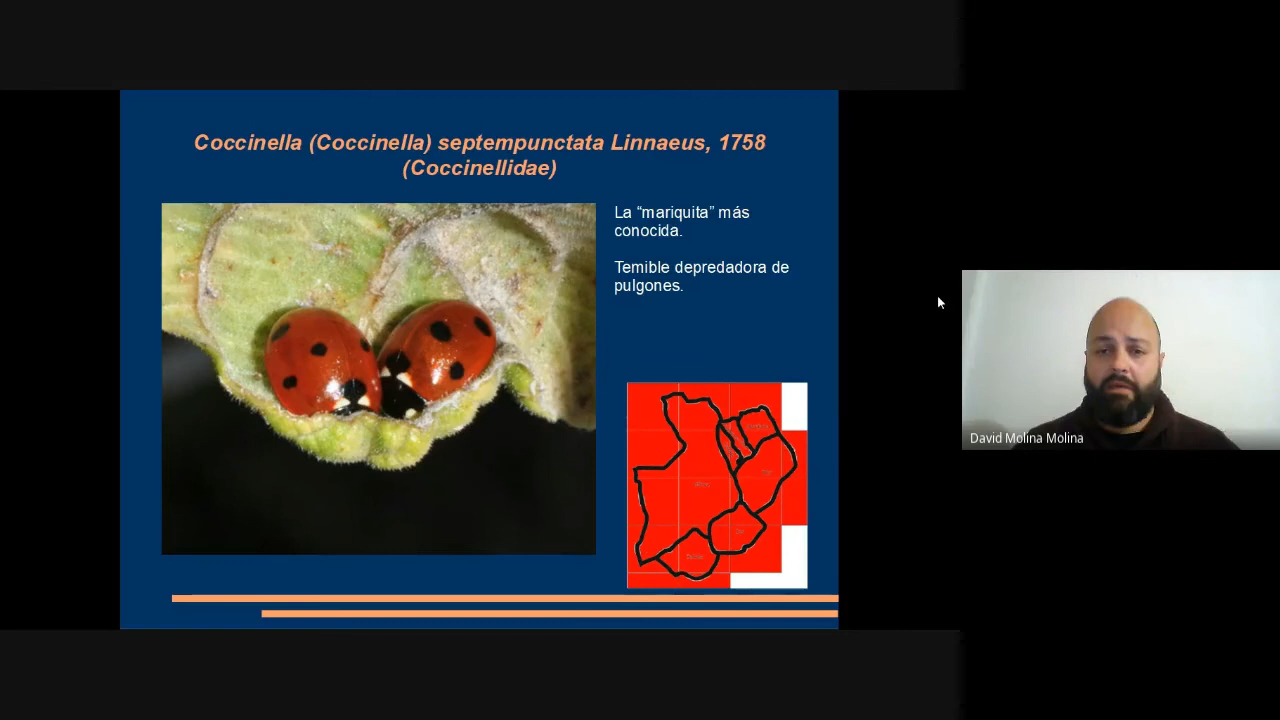 Coccinella (Coccinella) septempunctata Linnaeus, 1758
(Coccinellidae)
La “mariquita” más
conocida.
Temible depredadora de
pulgones.
David Molina Molina